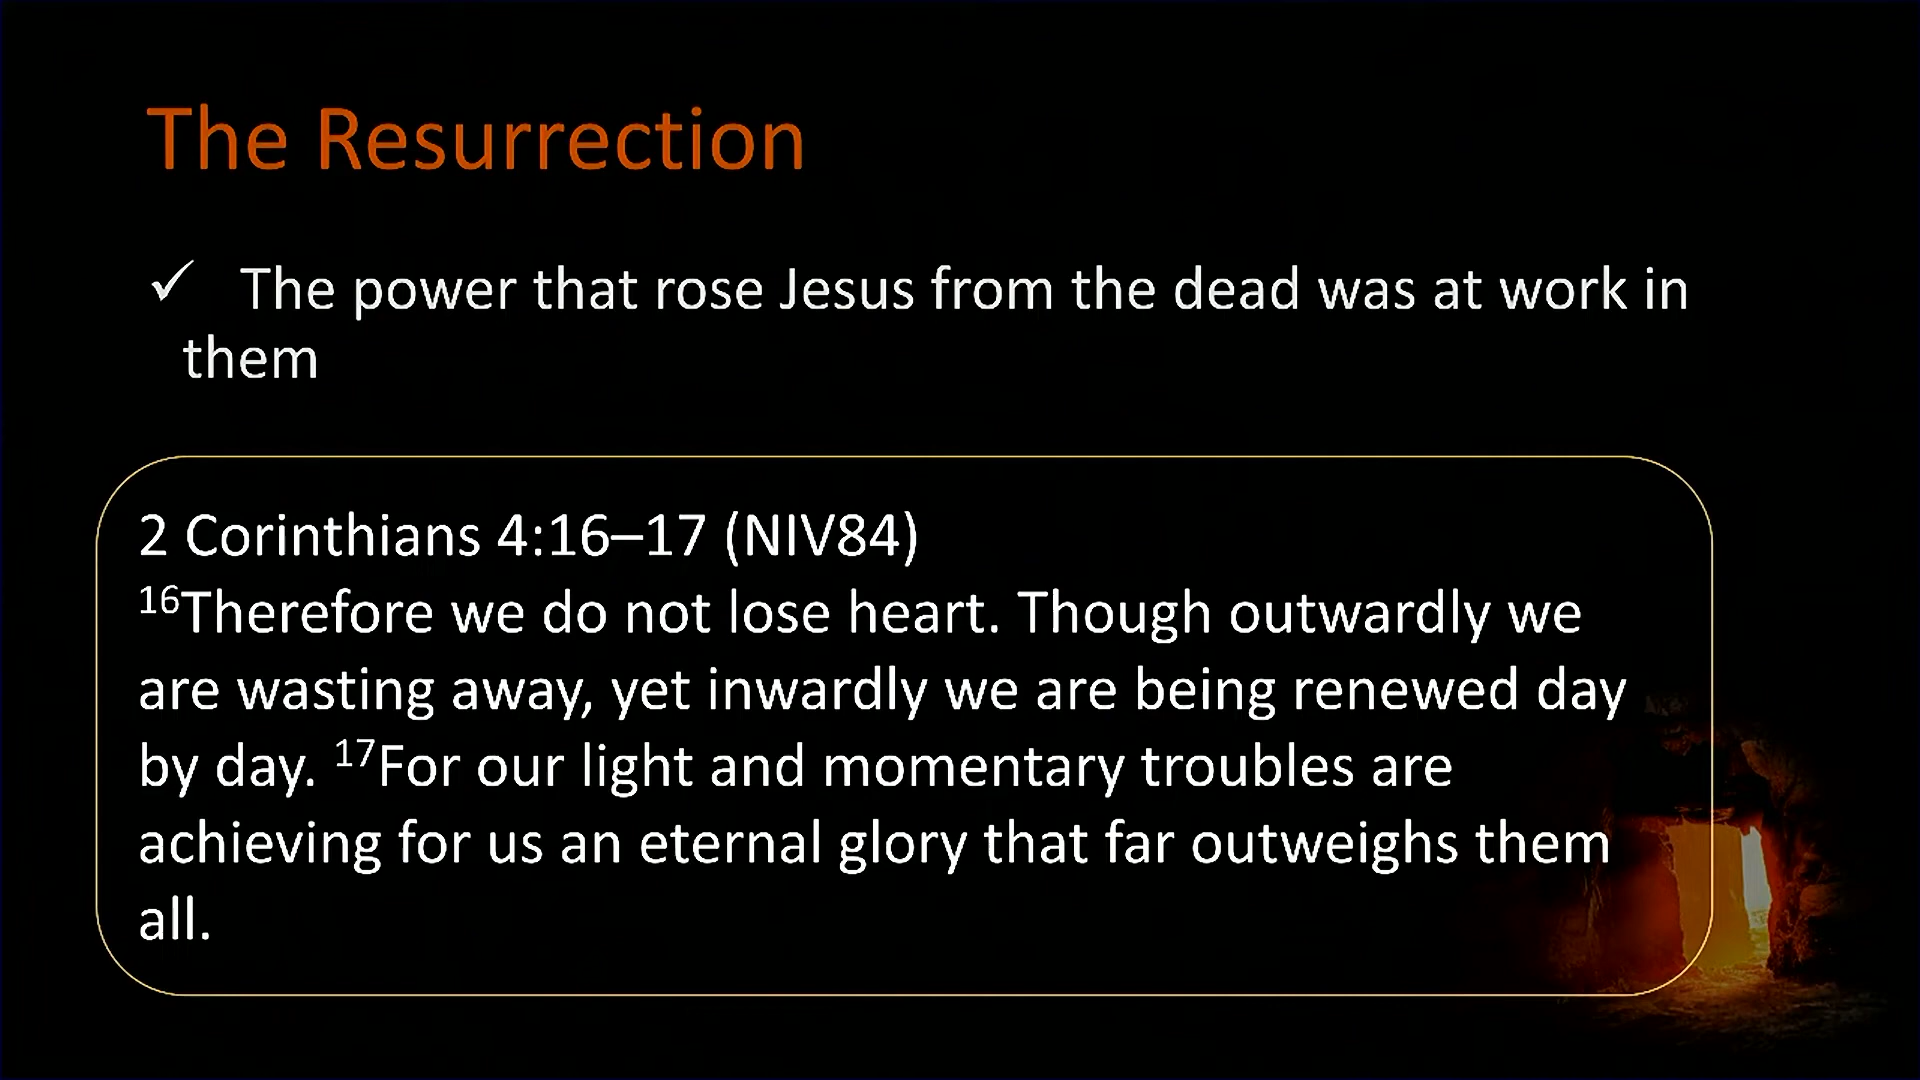 The Resurrection
✓ The power that rose Jesus from the dead was at work in
them
2 Corinthians 4:16–17 (NIV84)
16Therefore we do not lose heart. Though outwardly we
are wasting away, yet inwardly we are being renewed day
by day. 17For our light and momentary troubles are
achieving for us an eternal glory that far outweighs them
all.